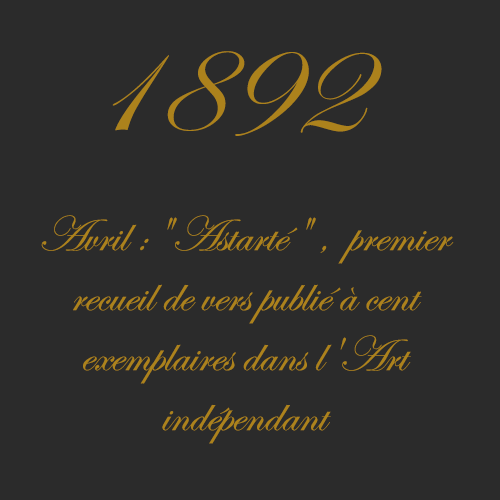 1892
Avril : "Astarté", premier
recueil de vers publié à cent
exemplaires dans l'Art
indépendant